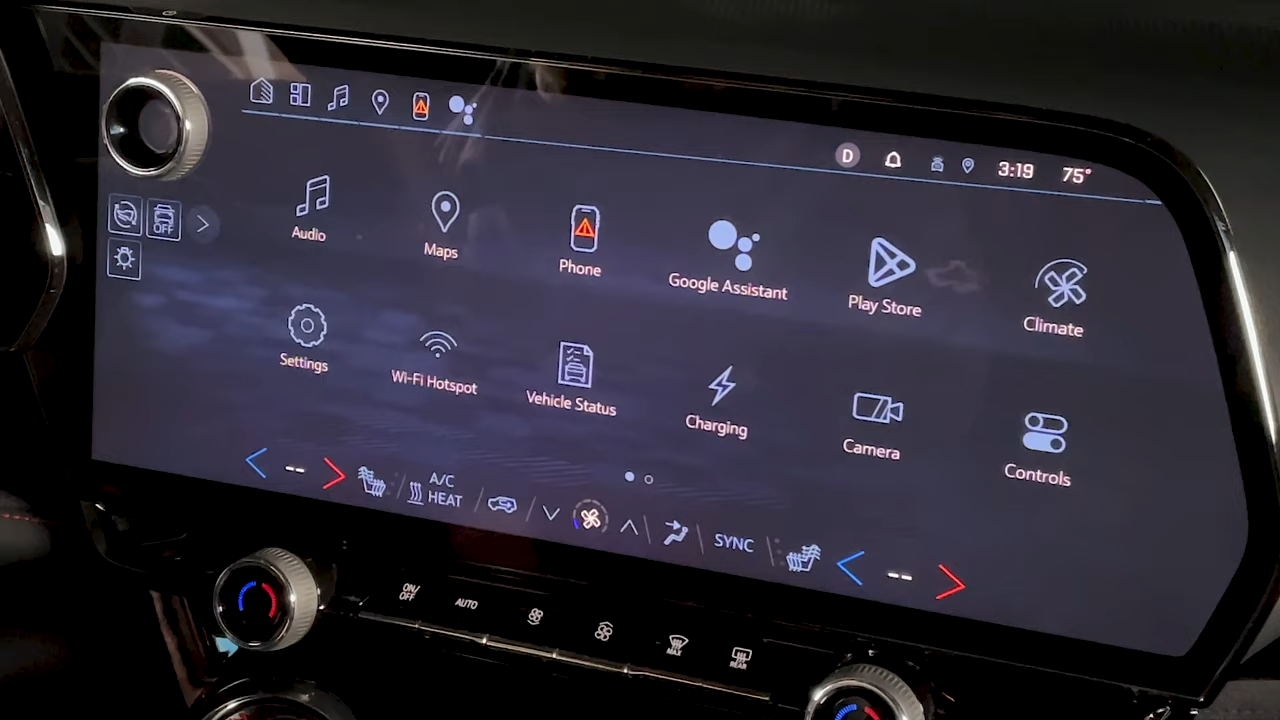 D 3:19 75°
OFF
Audio Maps Phone Google Assistant Play Store Climate
Settings Wi-Fi Hotspot Vehicle Status Charging Camera Controls
-- A/C
HEAT SYNC --
ON/
OFF AUTO MAX REAR